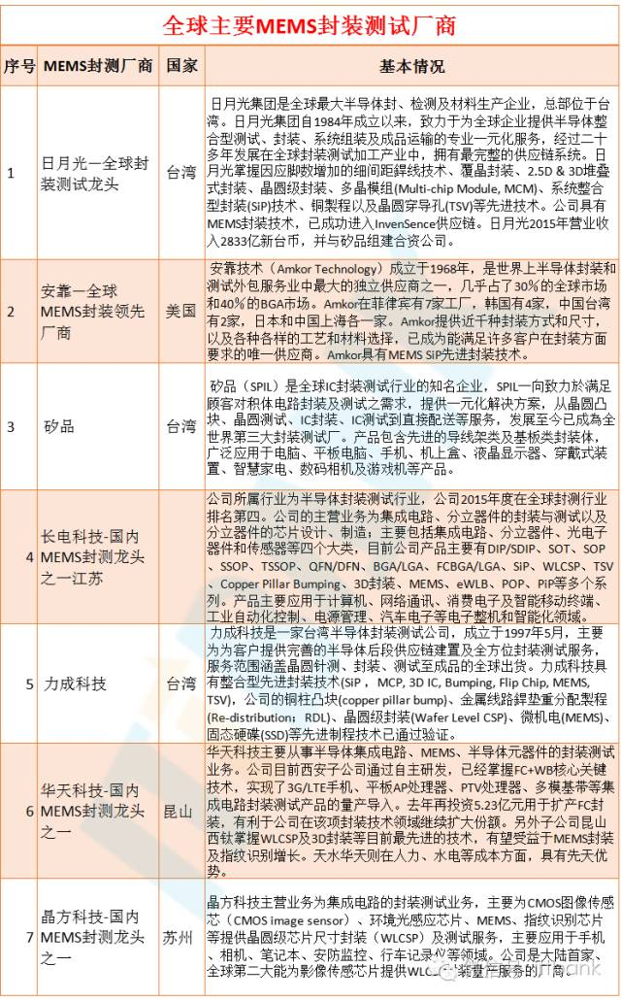 全球主要MEMS封装测试厂商
序号 MEMS封测厂商 国家 基本情况
1
日月光－全球封
装测试龙头
台湾
日月光集团是全球最大半导体封、检测及材料生产企业，总部位于台
湾。日月光集团自1984年成立以来，致力于为全球企业提供半导体整
合型测试、封装、系统组装及成品运输的专业一元化服务，经过二十
多年发展在全球封装测试加工产业中，拥有最完整的供应链系统。日
月光掌握因应脚数增加的细间距銲线技术、覆晶封装、2.5D & 3D堆叠
式封装、晶圆级封装、多晶模组(Multi-chip Module, MCM)、系统整
合型封装(SiP)技术、铜製程以及晶圆穿导孔(TSV)等先进技术。公司具有
MEMS封装技术，已成功进入InvenSence供应链。日月光2015年营业收
入2833亿新台币，并与矽品组建合资公司。
2
安靠－全球
MEMS封装领先
厂商
美国
安靠技术（Amkor Technology）成立于1968年，是世界上半导体封装和
测试外包服务业中最大的独立供应商之一，几乎占了30%的全球市场
和40%的BGA市场。Amkor在菲律宾有7家工厂，韩国有4家，中国台湾
有2家，日本和中国上海各一家。Amkor提供近千种封装方式和尺寸，
以及各种各样的工艺和材料选择，已成为能满足许多客户在封装方面
要求的唯一供应商。Amkor具有MEMS SiP先进封装技术。
3
矽品
台湾
矽品（SPIL）是全球IC封装测试行业的知名企业，SPIL一向致力於满足
顾客对积体电路封装及测试之需求，提供一元化解决方案，从晶圆凸
块、晶圆测试、IC封装、IC测试到直接配送等服务，发展至今已成為全
世界第三大封装测试厂。产品包含先进的导线架类及基板类封装体，
广泛应用于电脑、平板电脑、手机、机上盒、液晶显示器、穿戴式装
置、智慧家电、数码相机及游戏机等产品。
4
长电科技-国内
MEMS封测龙头
之一江苏
公司所属行业为半导体封装测试行业，公司2015年度在全球封测行业
排名第四。公司的主营业务为集成电路、分立器件的封装与测试以及
分立器件的芯片设计、制造；主要包括集成电路、分立器件、光电子
器件和传感器等四个大类，目前公司产品主要有DIP/SDIP、SOT、SOP
、SSOP、TSSOP、QFN/DFN、BGA/LGA、FCBGA/LGA、SiP、WLCSP、TSV
、Copper Pillar Bumping、3D封装、MEMS、eWLB、POP、PiP等多个系
列。产品主要应用于计算机、网络通讯、消费电子及智能移动终端、
工业自动化控制、电源管理、汽车电子等电子整机和智能化领域。
5
力成科技
台湾
力成科技是一家台湾半导体封装测试公司，成立于1997年5月，主要
为为客户提供完善的半导体后段供应链建置及全方位封装测试服务，
服务范围涵盖晶圆针测、封装、测试至成品的全球出货。力成科技具
有整合型先进封装技术(SiP ，MCP, 3D IC, Bumping, Flip Chip, MEMS,
TSV)，公司的铜柱凸块(copper pillar bump)、金属线路銲垫重分配製程
(Re-distribution；RDL)、晶圆级封装(Wafer Level CSP)、微机电(MEMS)、
固态硬碟(SSD)等先进制程技术已通过验证。
6
华天科技-国内
MEMS封测龙头
之一
昆山
华天科技主要从事半导体集成电路、MEMS、半导体元器件的封装测试
业务。公司目前西安子公司通过自主研发，已经掌握FC+WB核心关键
技术，实现了3G/LTE手机、平板AP处理器、PTV处理器、多模基带等集
成电路封装测试产品的量产导入。去年再投资5.23亿元用于扩产FC封
装，有利于公司在该项封装技术领域继续扩大份额。另外子公司昆山
西钛掌握WLCSP及3D封装等目前最先进的技术，有望受益于MEMS封装
及指纹识别增长。天水华天则在人力、水电等成本方面，具有先天优
势。
7
晶方科技-国内
MEMS封测龙头
之一
苏州
晶方科技主营业务为集成电路的封装测试业务，主要为CMOS图像传感
芯（CMOS image sensor）、环境光感应芯片、MEMS、指纹识别芯片
等提供晶圆级芯片尺寸封装（WLCSP）及测试服务，主要应用于手机
、相机、笔记本、安防监控、行车记录仪等领域。公司是大陆首家、
全球第二大能为影像传感芯片提供WLC